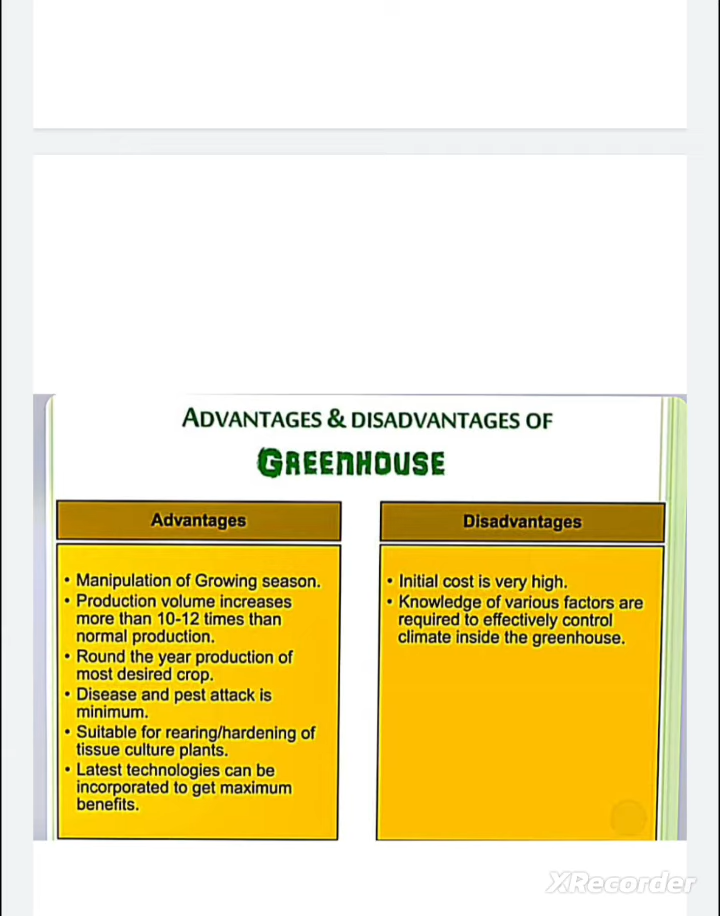 ADVANTAGES & DISADVANTAGES OF
GREENHOUSE
Advantages
• Manipulation of Growing season.
• Production volume increases
more than 10-12 times than
normal production.
• Round the year production of
most desired crop.
• Disease and pest attack is
minimum.
• Suitable for rearing/hardening of
tissue culture plants.
• Latest technologies can be
incorporated to get maximum
benefits.
Disadvantages
• Initial cost is very high.
• Knowledge of various factors are
required to effectively control
climate inside the greenhouse.
XRecorder